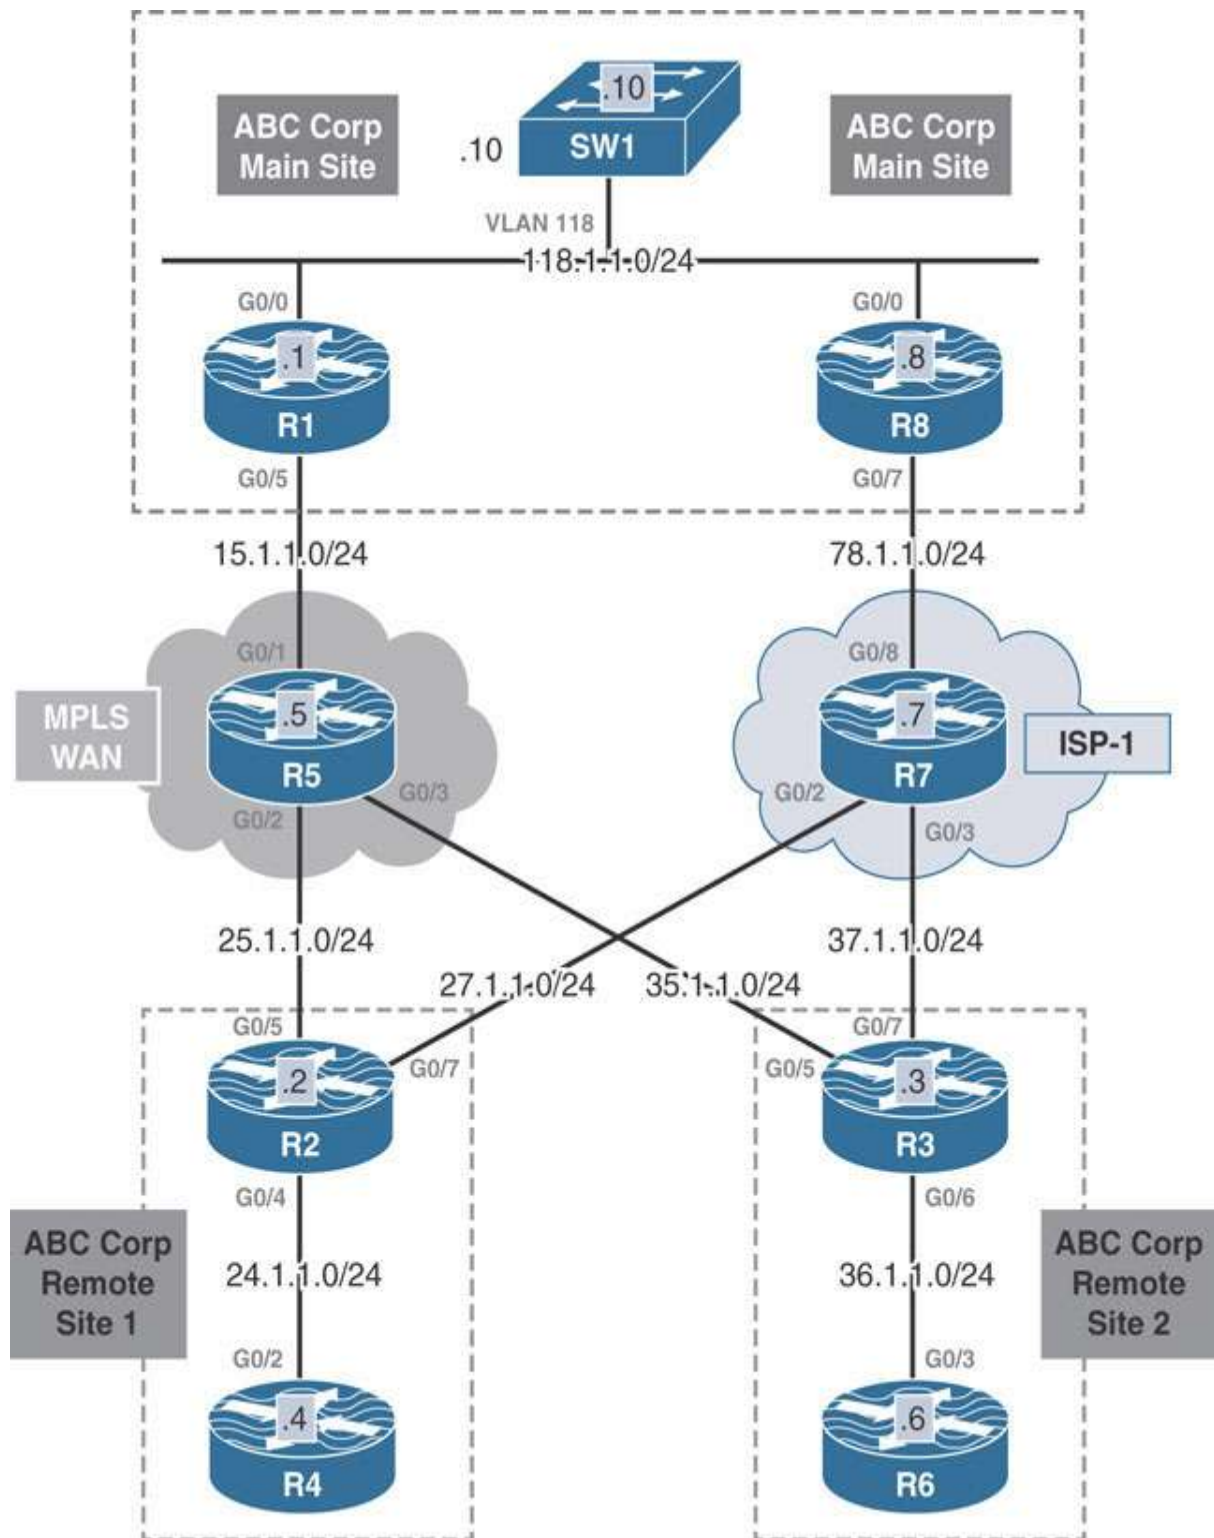 .10
ABC Corp
Main Site
ABC Corp
Main Site
.10
SW1
VLAN 118
118.1.1.0/24
G0/0
G0/0
.1
.8
R1
R8
G0/5
G0/7
15.1.1.0/24
78.1.1.0/24
G0/1
G0/8
MPLS
WAN
.5
.7
ISP-1
R5
R7
G0/3
G0/2
G0/2
G0/3
25.1.1.0/24
37.1.1.0/24
27.1.1.0/24
35.1.1.0/24
G0/5
G0/7
G0/7
G0/5
.2
.3
R2
R3
G0/4
G0/6
ABC Corp
Remote
Site 1
24.1.1.0/24
36.1.1.0/24
ABC Corp
Remote
Site 2
G0/2
G0/3
.4
.6
R4
R6